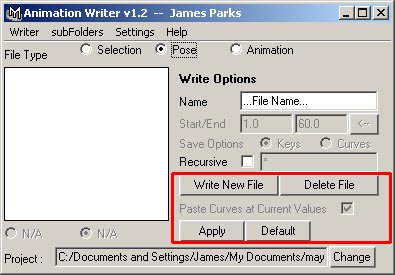 Animation Writer v1.2 -- James Parks
Writer subFolders Settings Help
File Type Selection Pose Animation
Write Options
Name ...File Name...
Start/End 1.0 60.0 <--
Save Options Keys Curves
Recursive *
Write New File Delete File
Paste Curves at Current Values
N/A N/A Apply Default
Project : C:/Documents and Settings/James/My Documents/may Change